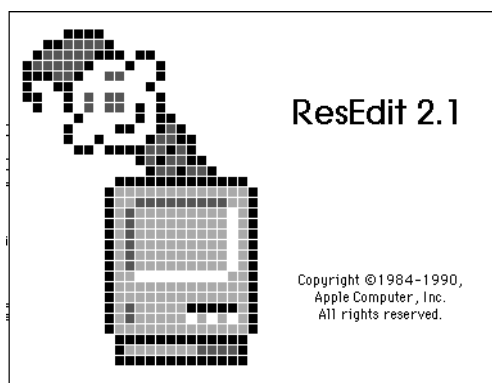 ResEdit 2.1
Copyright ©1984-1990,
Apple Computer, Inc.
All rights reserved.